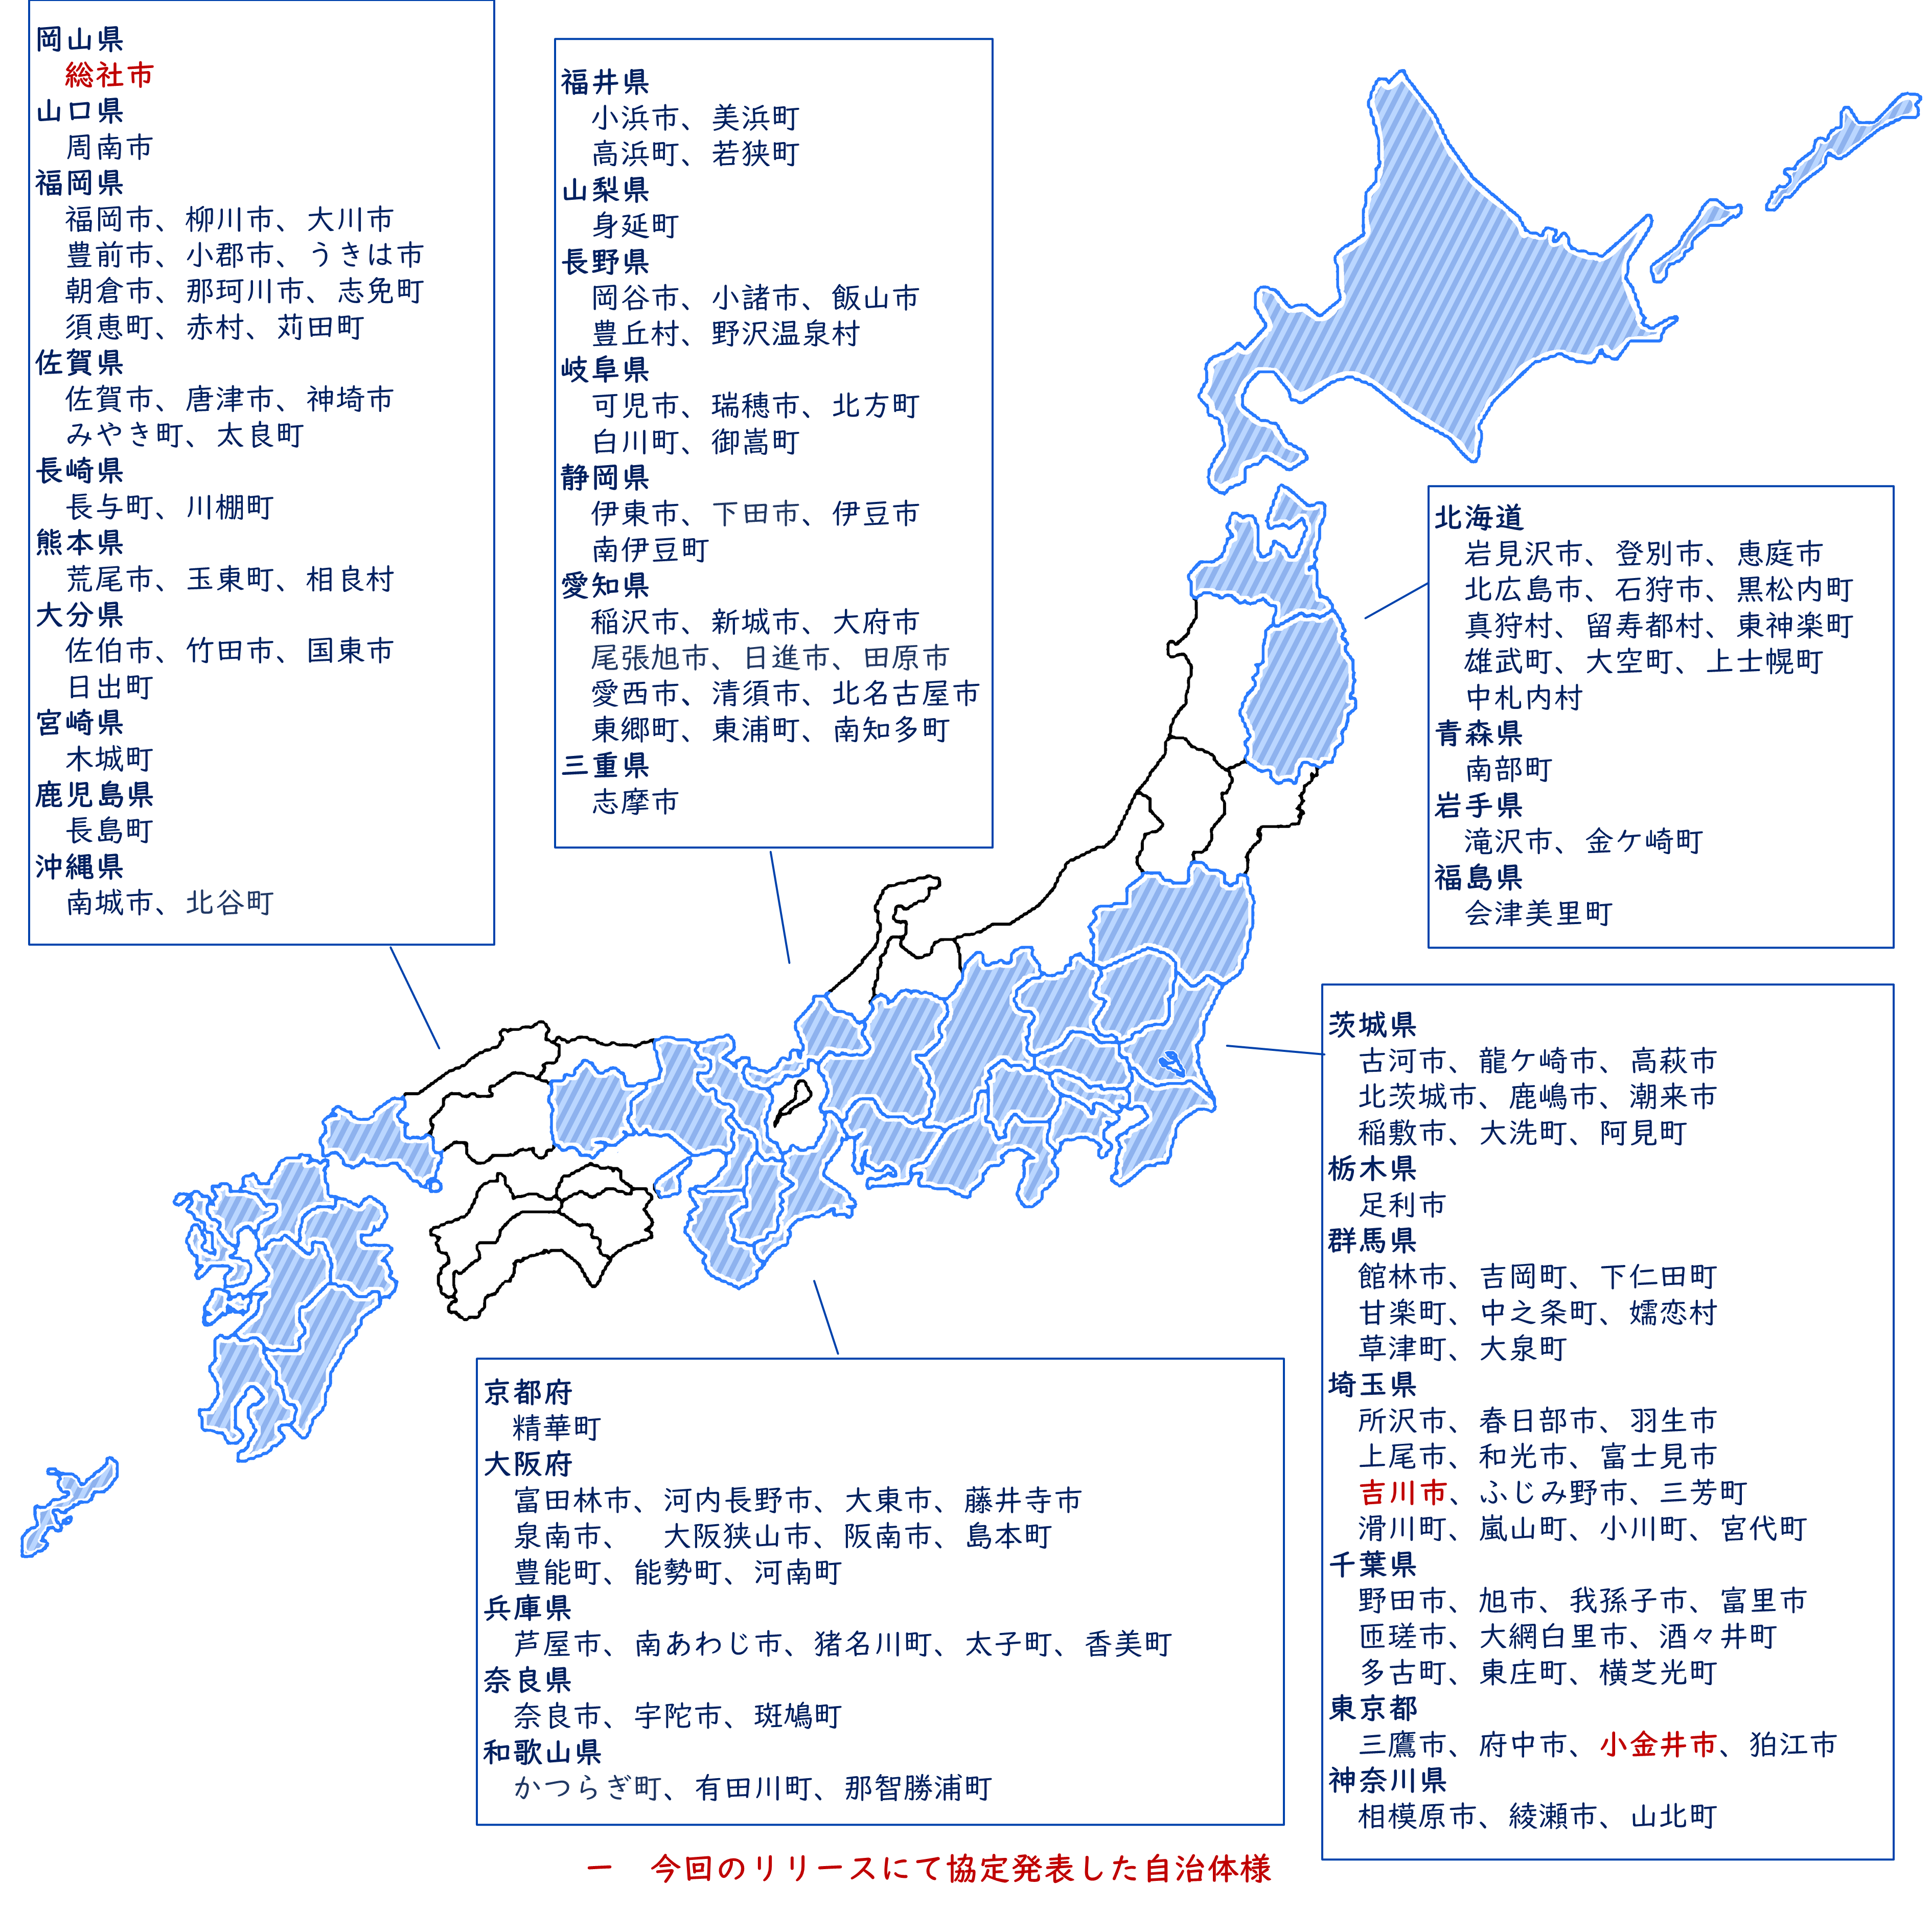 岡山県
総社市
山口県
周南市
福岡県
福岡市、柳川市、大川市
豊前市、小郡市、うきは市
朝倉市、那珂川市、志免町
須恵町、赤村、苅田町
佐賀県
佐賀市、唐津市、神埼市
みやき町、太良町
長崎県
長与町、川棚町
熊本県
荒尾市、玉東町、相良村
大分県
佐伯市、竹田市、国東市
日出町
宮崎県
木城町
鹿児島県
長島町
沖縄県
南城市、北谷町
福井県
小浜市、美浜町
高浜町、若狭町
山梨県
身延町
長野県
岡谷市、小諸市、飯山市
豊丘村、野沢温泉村
岐阜県
可児市、瑞穂市、北方町
白川町、御嵩町
静岡県
伊東市、下田市、伊豆市
南伊豆町
愛知県
稲沢市、新城市、大府市
尾張旭市、日進市、田原市
愛西市、清須市、北名古屋市
東郷町、東浦町、南知多町
三重県
志摩市
北海道
岩見沢市、登別市、恵庭市
北広島市、石狩市、黒松内町
真狩村、留寿都村、東神楽町
雄武町、大空町、上士幌町
中札内村
青森県
南部町
岩手県
滝沢市、金ケ崎町
福島県
会津美里町
茨城県
古河市、龍ケ崎市、高萩市
北茨城市、鹿嶋市、潮来市
稲敷市、大洗町、阿見町
栃木県
足利市
群馬県
館林市、吉岡町、下仁田町
甘楽町、中之条町、嬬恋村
草津町、大泉町
埼玉県
所沢市、春日部市、羽生市
上尾市、和光市、富士見市
吉川市、ふじみ野市、三芳町
滑川町、嵐山町、小川町、宮代町
千葉県
野田市、旭市、我孫子市、富里市
匝瑳市、大網白里市、酒々井町
多古町、東庄町、横芝光町
東京都
三鷹市、府中市、小金井市、狛江市
神奈川県
相模原市、綾瀬市、山北町
京都府
精華町
大阪府
富田林市、河内長野市、大東市、藤井寺市
泉南市、　大阪狭山市、阪南市、島本町
豊能町、能勢町、河南町
兵庫県
芦屋市、南あわじ市、猪名川町、太子町、香美町
奈良県
奈良市、宇陀市、斑鳩町
和歌山県
かつらぎ町、有田川町、那智勝浦町
ー　今回のリリースにて協定発表した自治体様